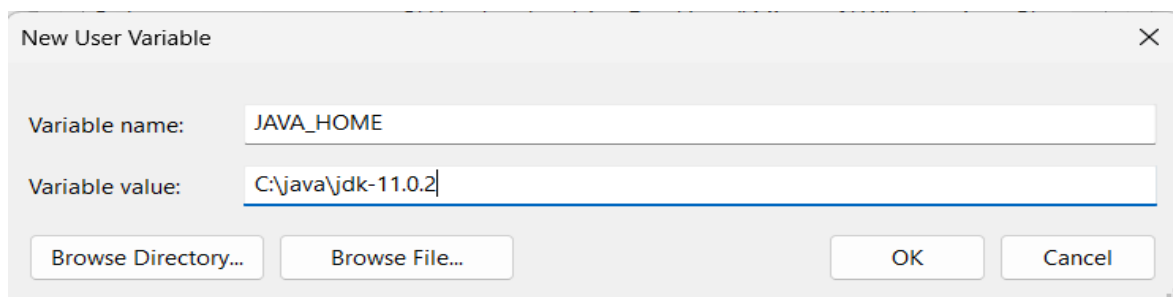 New User Variable
Variable name: JAVA_HOME
Variable value: C:\java\jdk-11.0.2
Browse Directory... Browse File... OK Cancel